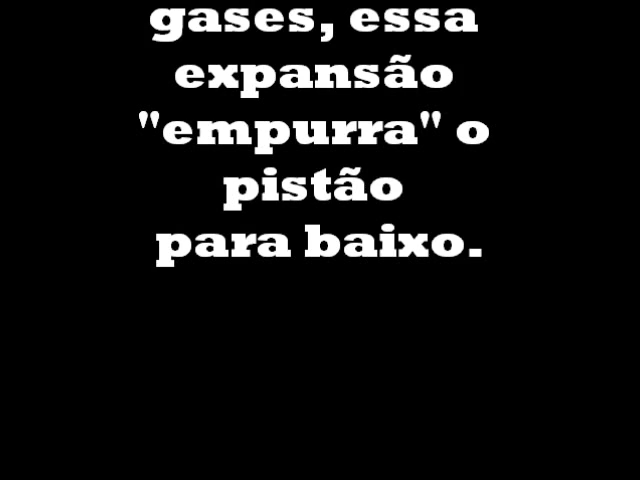 gases, essa
expansão
"empurra" o
pistão
para baixo.